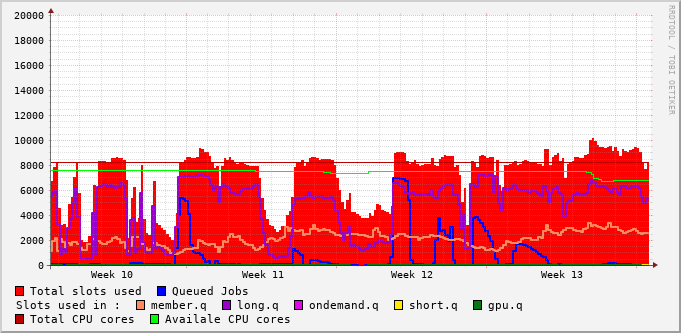 RRDTOOL / TOBI OETIKER
20000
18000
16000
14000
12000
10000
8000
6000
4000
2000
0
Week 10 Week 11 Week 12 Week 13
Total slots used Queued Jobs
Slots used in : member.q long.q ondemand.q short.q gpu.q
Total CPU cores Availale CPU cores